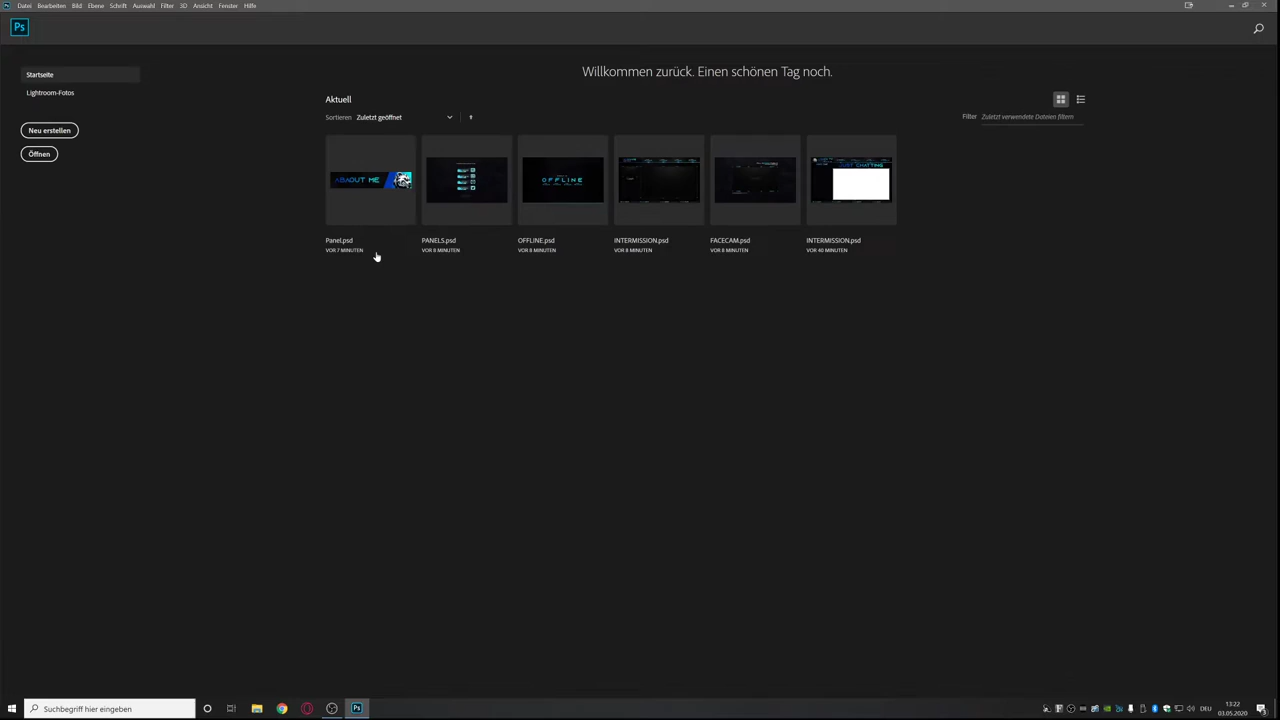 Datei Bearbeiten Bild Ebene Schrift Auswahl Filter 3D Ansicht Fenster Hilfe
Ps
Startseite
Lightroom-Fotos
Neu erstellen
Öffnen
Willkommen zurück. Einen schönen Tag noch.
Aktuell
Sortieren Zuletzt geöffnet
Filter Zuletzt verwendete Dateien filtern
ABAOUT ME
OFFLINE
JUST CHATTING
Panel.psd
VOR 7 MINUTEN
PANELS.psd
VOR 8 MINUTEN
OFFLINE.psd
VOR 8 MINUTEN
INTERMISSION.psd
VOR 8 MINUTEN
FACECAM.psd
VOR 8 MINUTEN
INTERMISSION.psd
VOR 40 MINUTEN
Suchbegriff hier eingeben
Ps
DEU
13:22
03.05.2020